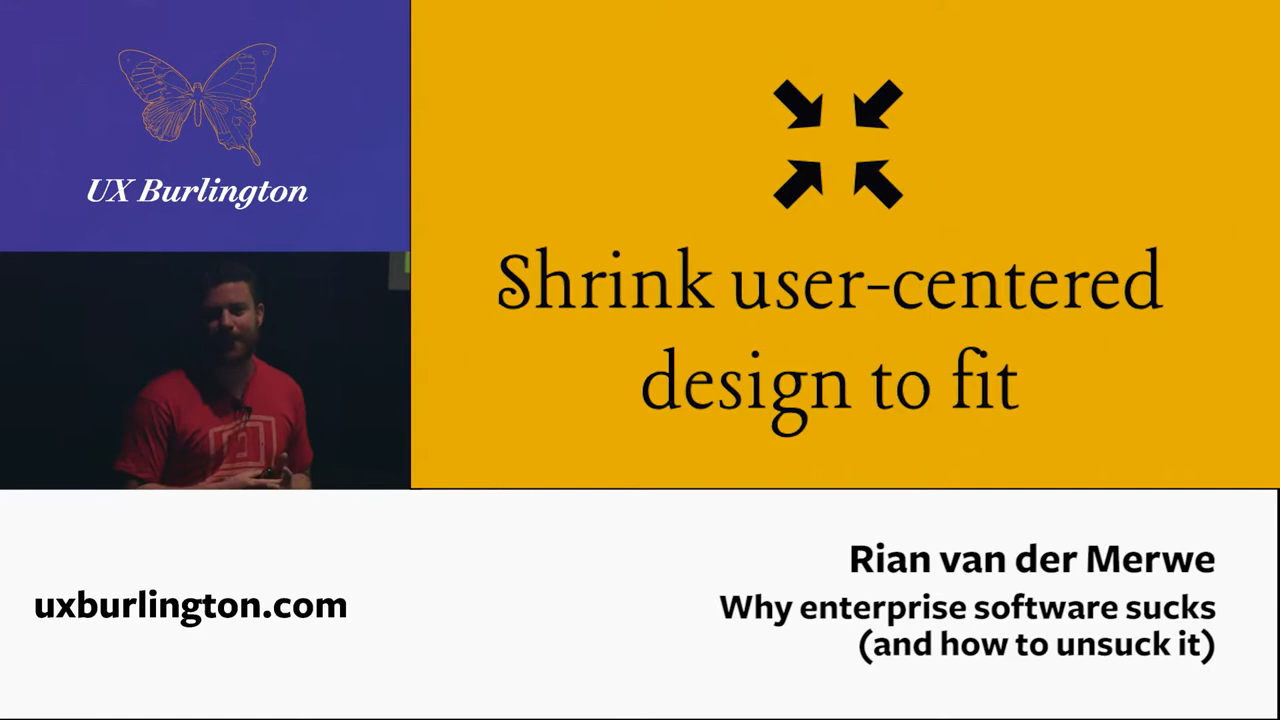 UX Burlington
Shrink user-centered
design to fit
uxburlington.com
Rian van der Merwe
Why enterprise software sucks
(and how to unsuck it)